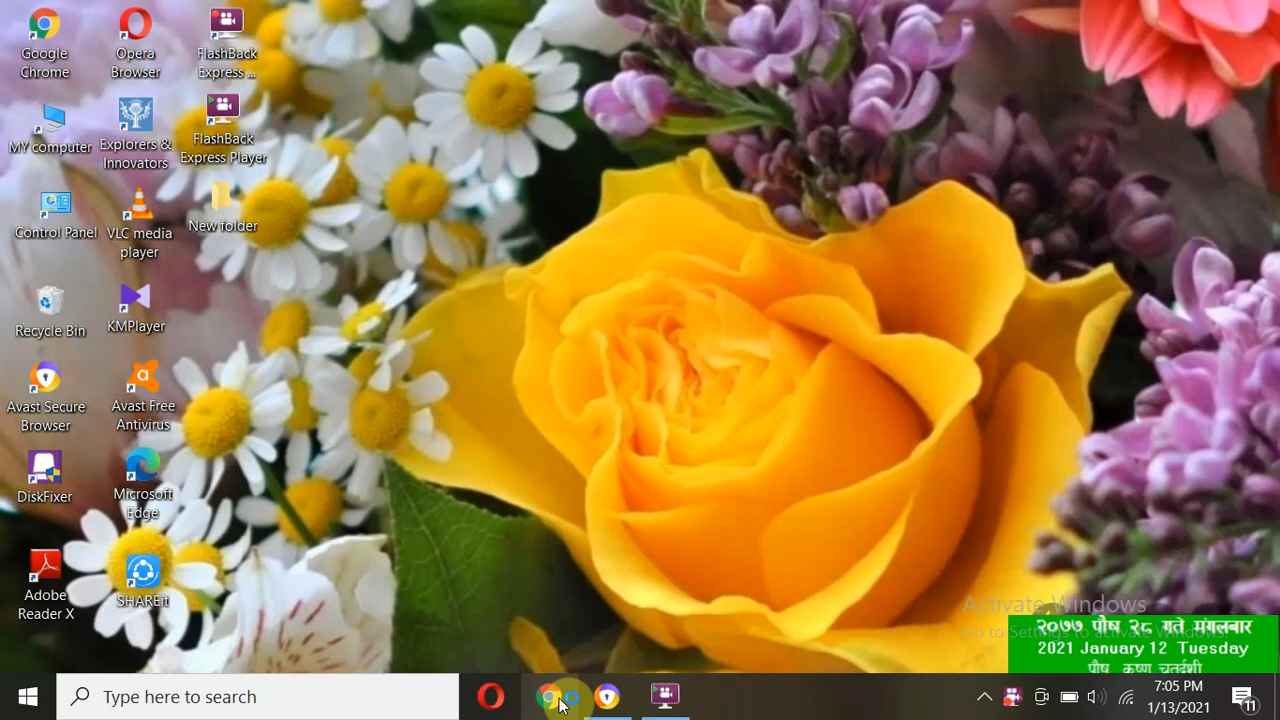 Google
Chrome
Opera
Browser
FlashBack
Express ...
MY computer
Explorers &
Innovators
FlashBack
Express Player
Control Panel
VLC media
player
New folder
Recycle Bin
KMPlayer
Avast Secure
Browser
Avast Free
Antivirus
DiskFixer
Microsoft
Edge
Adobe
Reader X
SHAREit
Activate Windows
Go to Settings to activate Windows.
२०७७ पौष २८ गते मंगलबार
2021 January 12 Tuesday
पौष कृष्ण चतुर्दशी
Type here to search
7:05 PM
1/13/2021
11